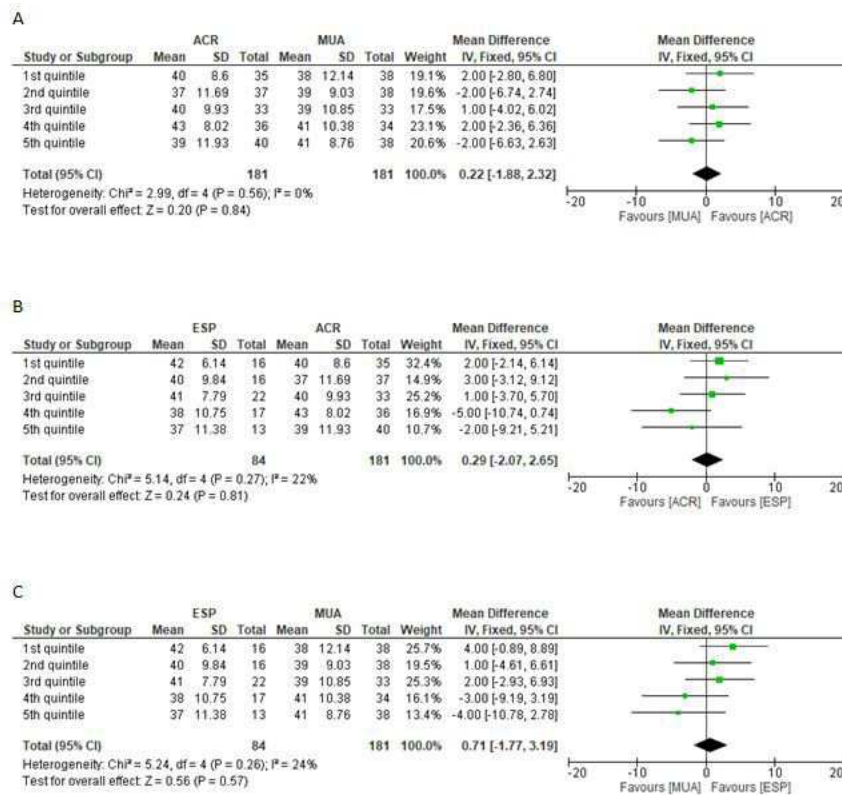 A
ACR MUA Mean Difference Mean Difference
Study or Subgroup Mean SD Total Mean SD Total Weight IV, Fixed, 95% CI IV, Fixed, 95% CI
1st quintile 40 8.6 35 38 12.14 38 19.1% 2.00 [-2.80, 6.80]
2nd quintile 37 11.69 37 39 9.03 38 19.6% -2.00 [-6.74, 2.74]
3rd quintile 40 9.93 33 39 10.85 33 17.5% 1.00 [-4.02, 6.02]
4th quintile 43 8.02 36 41 10.38 34 23.1% 2.00 [-2.36, 6.36]
5th quintile 39 11.93 40 41 8.76 38 20.6% -2.00 [-6.63, 2.63]
Total (95% CI) 181 181 100.0% 0.22 [-1.88, 2.32]
Heterogeneity: Chi² = 2.99, df = 4 (P = 0.56); I² = 0%
Test for overall effect: Z = 0.20 (P = 0.84)
-20 -10 0 10 20
Favours [MUA] Favours [ACR]
B
ESP ACR Mean Difference Mean Difference
Study or Subgroup Mean SD Total Mean SD Total Weight IV, Fixed, 95% CI IV, Fixed, 95% CI
1st quintile 42 6.14 16 40 8.6 35 32.4% 2.00 [-2.14, 6.14]
2nd quintile 40 9.84 16 37 11.69 37 14.9% 3.00 [-3.12, 9.12]
3rd quintile 41 7.79 22 40 9.93 33 25.2% 1.00 [-3.70, 5.70]
4th quintile 38 10.75 17 43 8.02 36 16.9% -5.00 [-10.74, 0.74]
5th quintile 37 11.38 13 39 11.93 40 10.7% -2.00 [-9.21, 5.21]
Total (95% CI) 84 181 100.0% 0.29 [-2.07, 2.65]
Heterogeneity: Chi² = 5.14, df = 4 (P = 0.27); I² = 22%
Test for overall effect: Z = 0.24 (P = 0.81)
-20 -10 0 10 20
Favours [ACR] Favours [ESP]
C
ESP MUA Mean Difference Mean Difference
Study or Subgroup Mean SD Total Mean SD Total Weight IV, Fixed, 95% CI IV, Fixed, 95% CI
1st quintile 42 6.14 16 38 12.14 38 25.7% 4.00 [-0.89, 8.89]
2nd quintile 40 9.84 16 39 9.03 38 19.5% 1.00 [-4.61, 6.61]
3rd quintile 41 7.79 22 39 10.85 33 25.3% 2.00 [-2.93, 6.93]
4th quintile 38 10.75 17 41 10.38 34 16.1% -3.00 [-9.19, 3.19]
5th quintile 37 11.38 13 41 8.76 38 13.4% -4.00 [-10.78, 2.78]
Total (95% CI) 84 181 100.0% 0.71 [-1.77, 3.19]
Heterogeneity: Chi² = 5.24, df = 4 (P = 0.26); I² = 24%
Test for overall effect: Z = 0.56 (P = 0.57)
-20 -10 0 10 20
Favours [MUA] Favours [ESP]